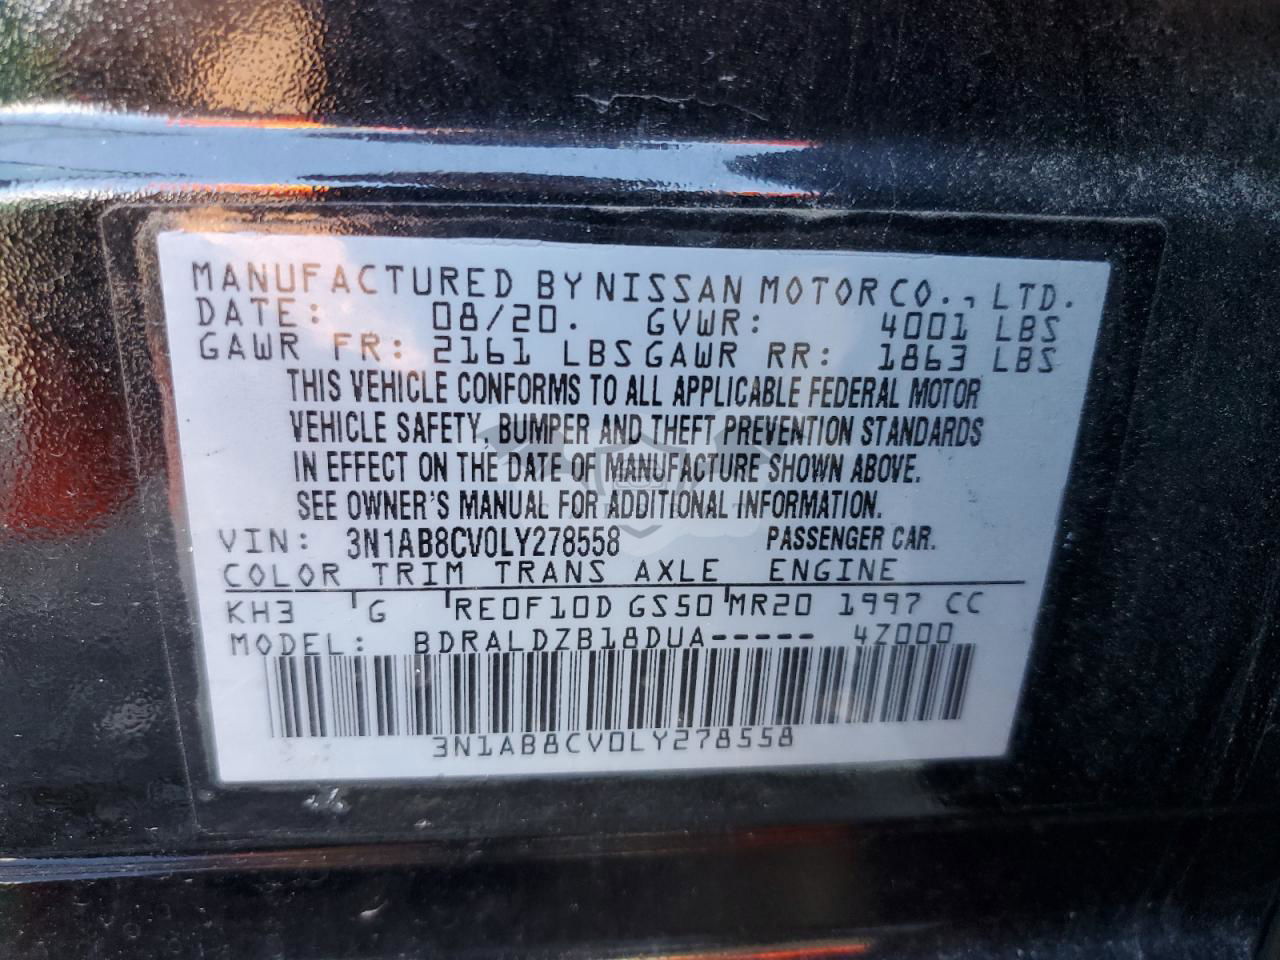 MANUFACTURED BY NISSAN MOTOR CO., LTD.
DATE: 08/20. GVWR: 4001 LBS
GAWR FR: 2161 LBS GAWR RR: 1863 LBS
THIS VEHICLE CONFORMS TO ALL APPLICABLE FEDERAL MOTOR
VEHICLE SAFETY, BUMPER AND THEFT PREVENTION STANDARDS
IN EFFECT ON THE DATE OF MANUFACTURE SHOWN ABOVE.
SEE OWNER'S MANUAL FOR ADDITIONAL INFORMATION.
VIN: 3N1AB8CV0LY278558 PASSENGER CAR.
COLOR TRIM TRANS AXLE ENGINE
KH3 G RE0F10D GS50 MR20 1997 CC
MODEL: BDRALDZB18DUA----- 4Z000
3N1AB8CV0LY278558